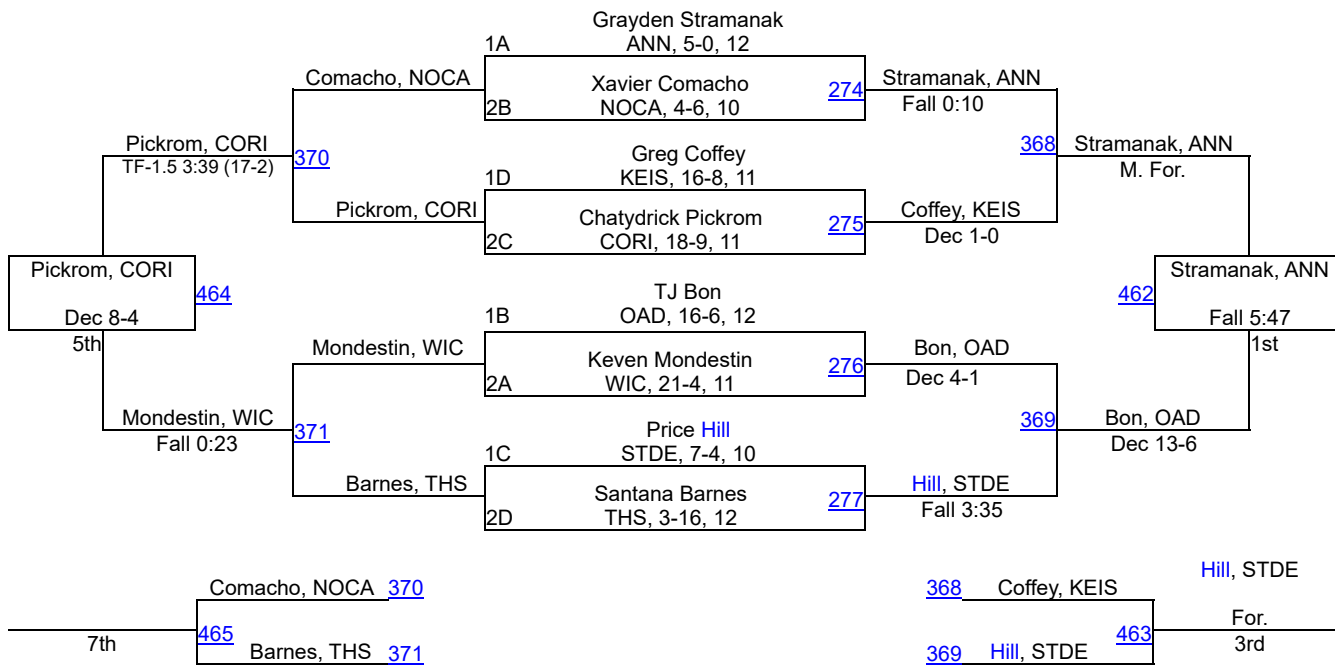 Grayden Stramanak
1A
ANN, 5-0, 12
Comacho, NOCA
Xavier Comacho
274
Stramanak, ANN
2B
NOCA, 4-6, 10
Fall 0:10
Pickrom, CORI
370
Greg Coffey
368
Stramanak, ANN
TF-1.5 3:39 (17-2)
1D
KEIS, 16-8, 11
M. For.
Pickrom, CORI
Chatydrick Pickrom
275
Coffey, KEIS
2C
CORI, 18-9, 11
Dec 1-0
Pickrom, CORI
464
TJ Bon
462
Stramanak, ANN
Dec 8-4
1B
OAD, 16-6, 12
Fall 5:47
5th
1st
Mondestin, WIC
Keven Mondestin
276
Bon, OAD
2A
WIC, 21-4, 11
Dec 4-1
Mondestin, WIC
371
Price Hill
369
Bon, OAD
Fall 0:23
1C
STDE, 7-4, 10
Dec 13-6
Barnes, THS
Santana Barnes
277
Hill, STDE
2D
THS, 3-16, 12
Fall 3:35
Comacho, NOCA 370
368 Coffey, KEIS
Hill, STDE
7th
465
463
For.
3rd
Barnes, THS 371
369 Hill, STDE